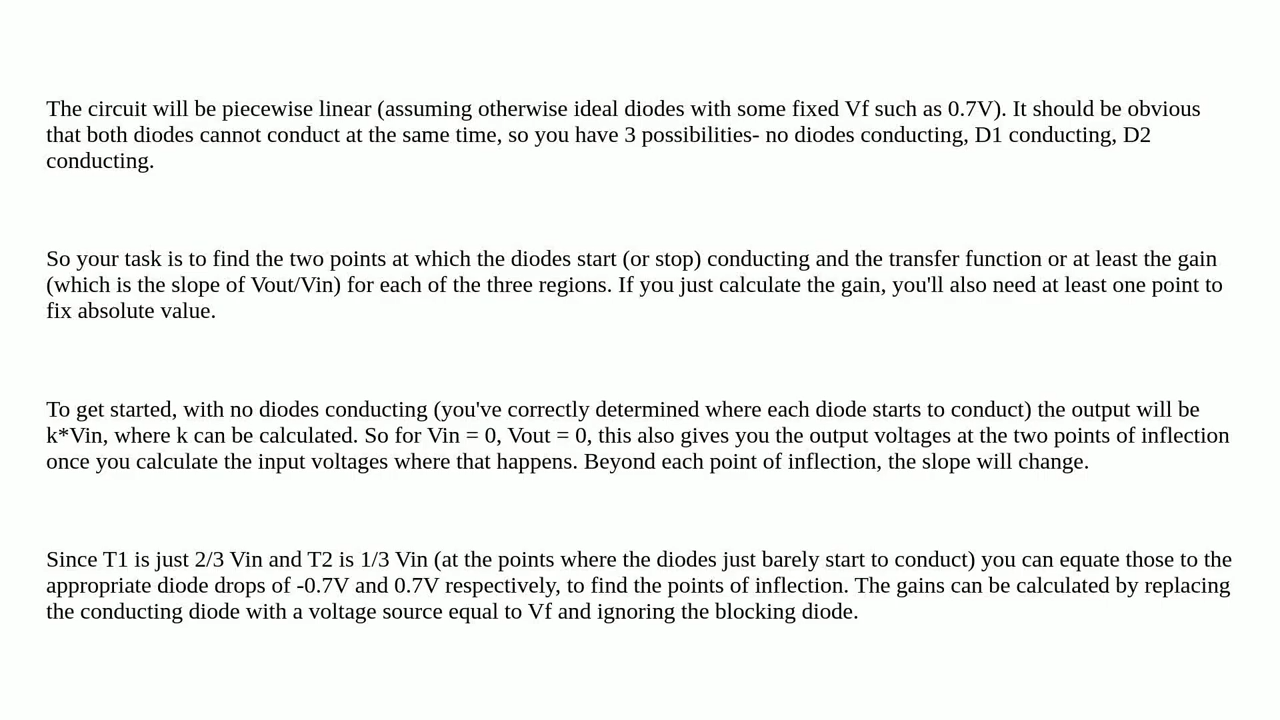 The circuit will be piecewise linear (assuming otherwise ideal diodes with some fixed Vf such as 0.7V). It should be obvious
that both diodes cannot conduct at the same time, so you have 3 possibilities- no diodes conducting, D1 conducting, D2
conducting.
So your task is to find the two points at which the diodes start (or stop) conducting and the transfer function or at least the gain
(which is the slope of Vout/Vin) for each of the three regions. If you just calculate the gain, you'll also need at least one point to
fix absolute value.
To get started, with no diodes conducting (you've correctly determined where each diode starts to conduct) the output will be
k*Vin, where k can be calculated. So for Vin = 0, Vout = 0, this also gives you the output voltages at the two points of inflection
once you calculate the input voltages where that happens. Beyond each point of inflection, the slope will change.
Since T1 is just 2/3 Vin and T2 is 1/3 Vin (at the points where the diodes just barely start to conduct) you can equate those to the
appropriate diode drops of -0.7V and 0.7V respectively, to find the points of inflection. The gains can be calculated by replacing
the conducting diode with a voltage source equal to Vf and ignoring the blocking diode.